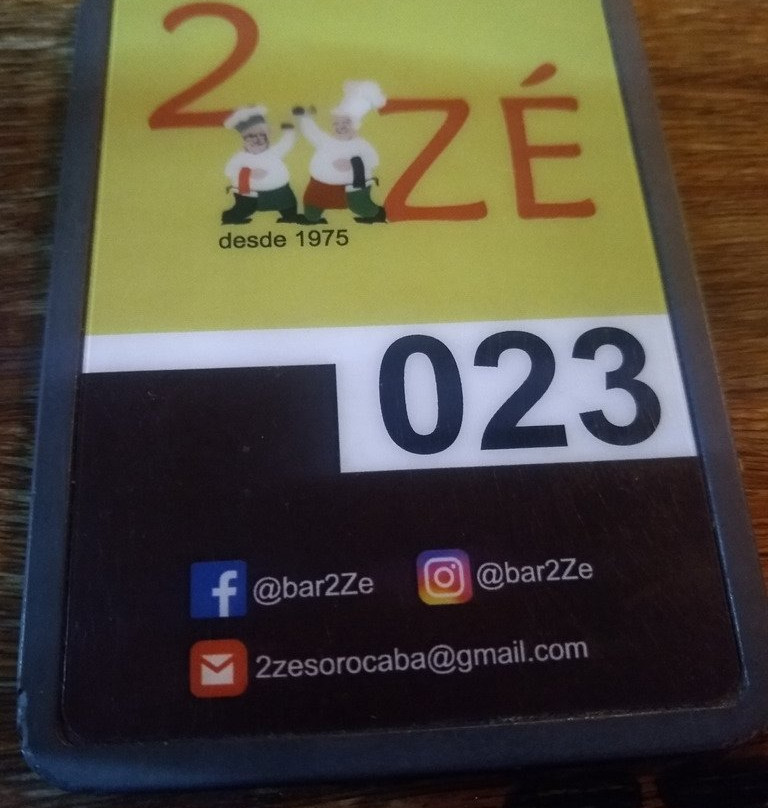 2 ZÉ
desde 1975
023
@bar2Ze @bar2Ze
2zesorocaba@gmail.com